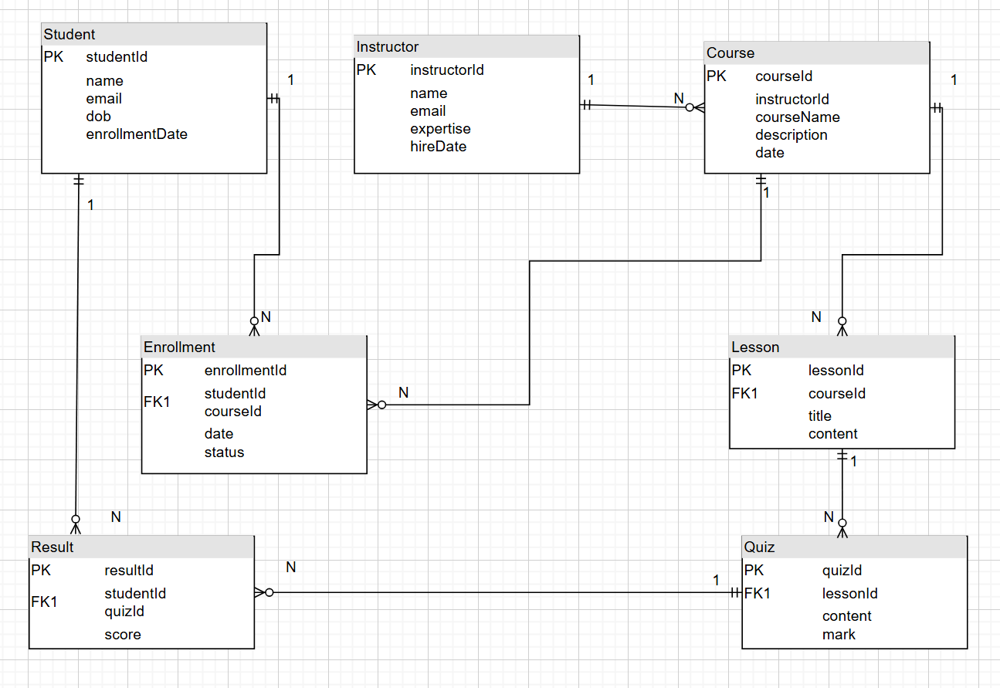 Student
PK studentId
name
email
dob
enrollmentDate
1
1
Instructor
PK instructorId
name
email
expertise
hireDate
1
N
Course
PK courseId
instructorId
courseName
description
date
1
1
N
Enrollment
PK enrollmentId
FK1 studentId
courseId
date
status
N
N
Lesson
PK lessonId
FK1 courseId
title
content
1
N
Result
PK resultId
FK1 studentId
quizId
score
N
1
N
Quiz
PK quizId
FK1 lessonId
content
mark